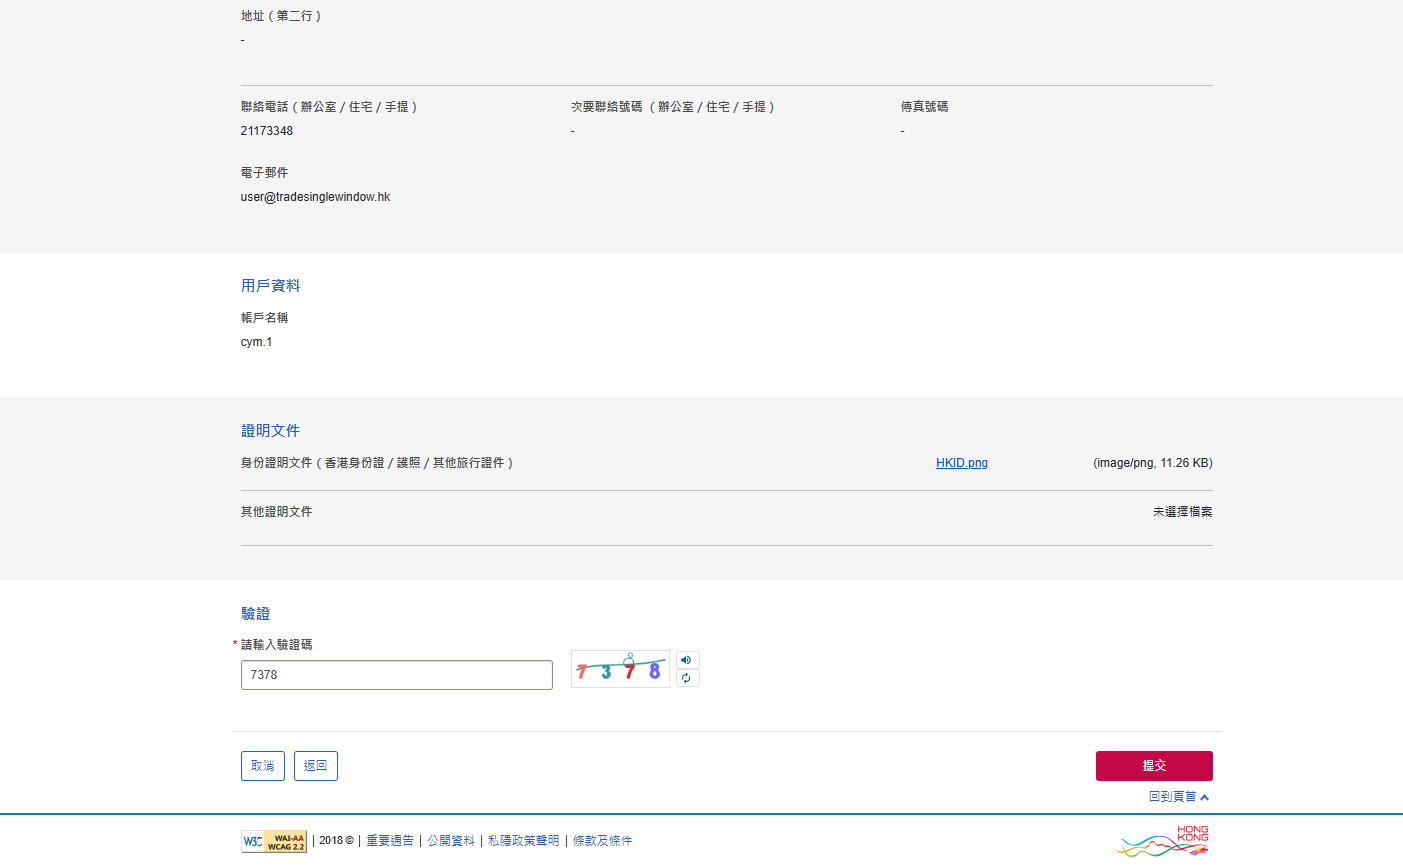 地址 ( 第二行 )
-
聯絡電話 ( 辦公室 / 住宅 / 手提 )
次要聯絡號碼 ( 辦公室 / 住宅 / 手提 )
傳真號碼
21173348
-
-
電子郵件
user@tradesinglewindow.hk
用戶資料
帳戶名稱
cym.1
證明文件
身份證明文件 ( 香港身份證 / 護照 / 其他旅行證件 )
HKID.png
(image/png, 11.26 KB)
其他證明文件
未選擇檔案
驗證
* 請輸入驗證碼
7378
7 3 7 8
取消
返回
提交
回到頁首
W3C WAI-AA WCAG 2.2
| 2018 © | 重要通告 | 公開資料 | 私隱政策聲明 | 條款及條件
HONG KONG